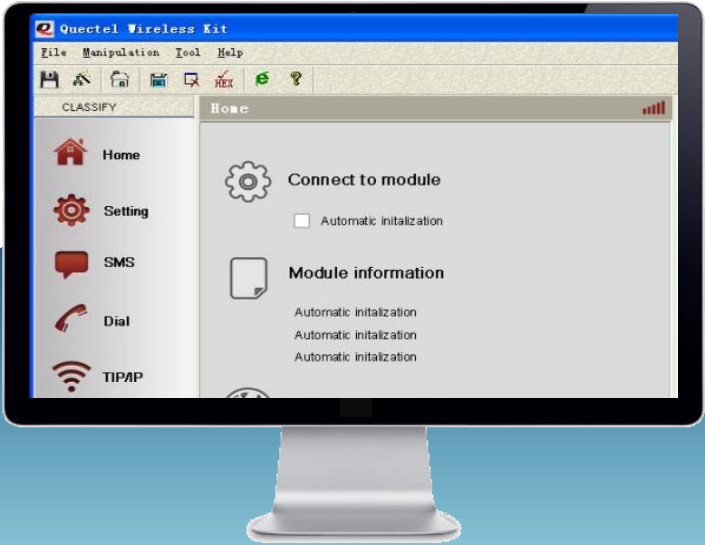 Quectel Wireless Kit
File Manipulation Tool Help
HEX
CLASSIFY
Home
Home
Connect to module
Setting
Automatic initalization
SMS
Module information
Dial
Automatic initalization
Automatic initalization
Automatic initalization
TIP/IP